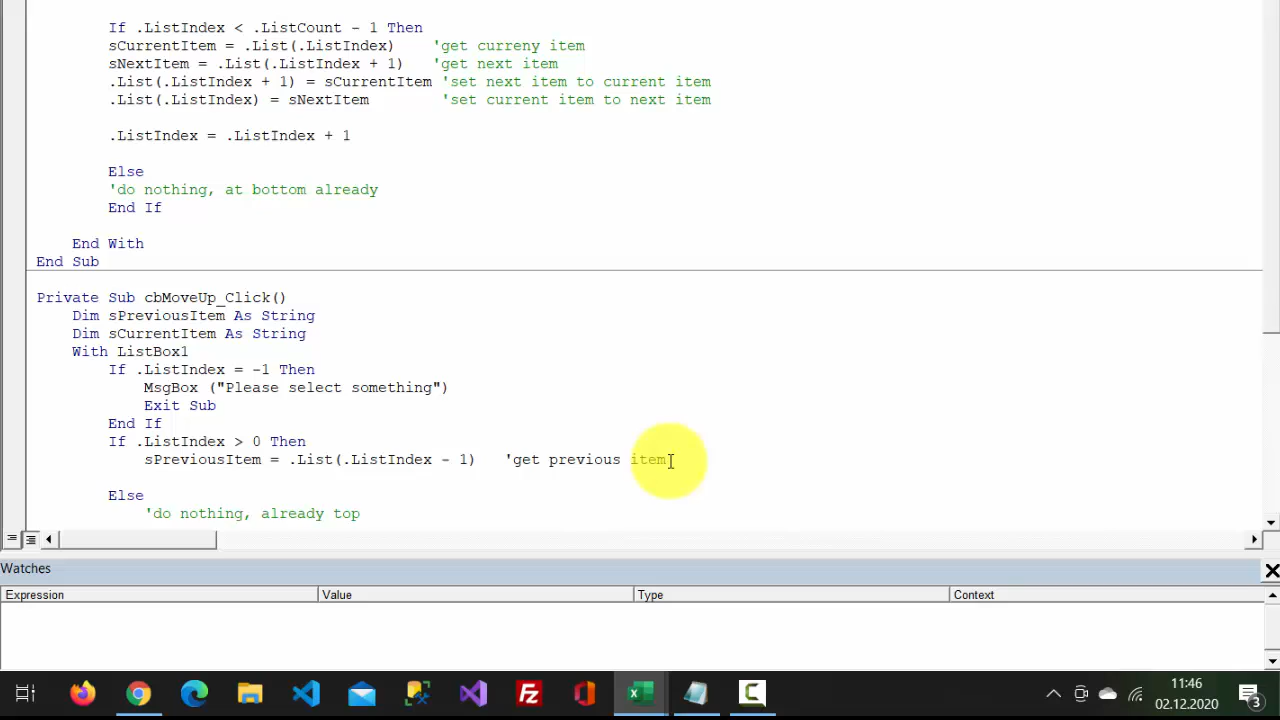 If .ListIndex < .ListCount - 1 Then
sCurrentItem = .List(.ListIndex) 'get curreny item
sNextItem = .List(.ListIndex + 1) 'get next item
.List(.ListIndex + 1) = sCurrentItem 'set next item to current item
.List(.ListIndex) = sNextItem 'set current item to next item
.ListIndex = .ListIndex + 1
Else
'do nothing, at bottom already
End If
End With
End Sub
Private Sub cbMoveUp_Click()
Dim sPreviousItem As String
Dim sCurrentItem As String
With ListBox1
If .ListIndex = -1 Then
MsgBox ("Please select something")
Exit Sub
End If
If .ListIndex > 0 Then
sPreviousItem = .List(.ListIndex - 1) 'get previous item
Else
'do nothing, already top
Watches
Expression Value Type Context
11:46
02.12.2020
3